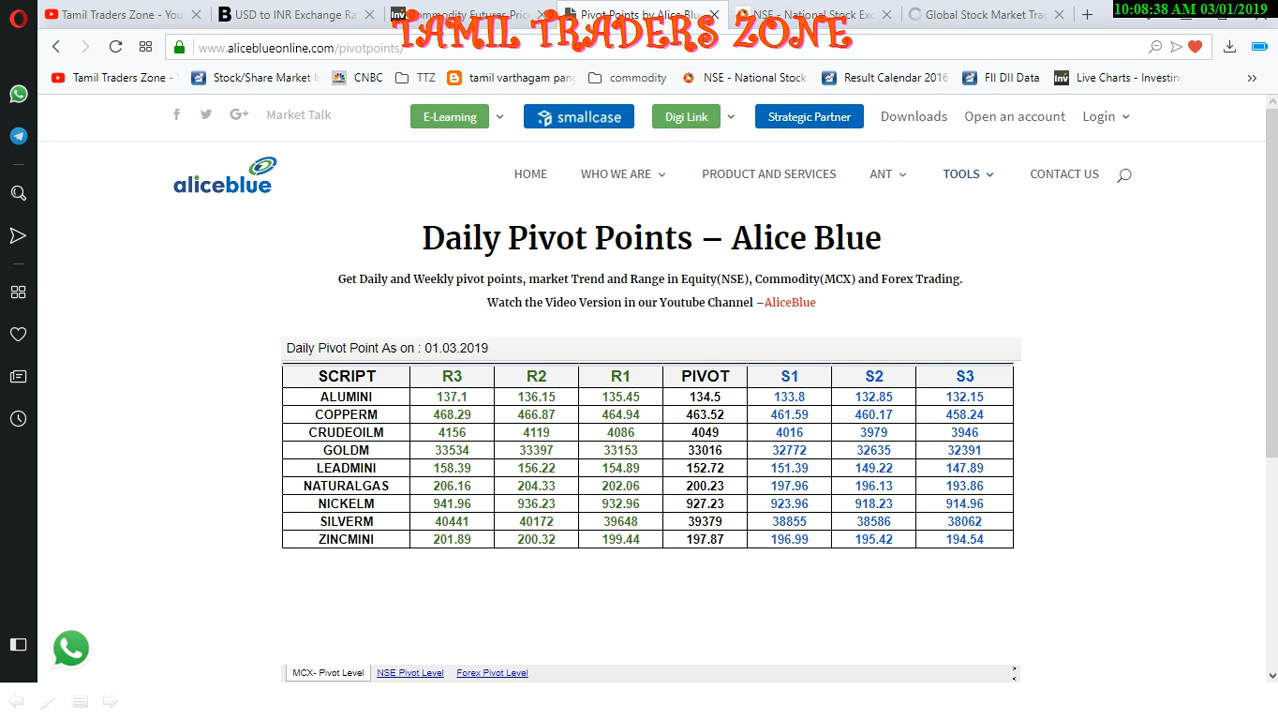 Tamil Traders Zone - You
USD to INR Exchange Ra
Inv
Commodity Futures Price
Pivot Points by Alice Blu
NSE - National Stock Exc
Global Stock Market Trad
10:08:38 AM 03/01/2019
TAMIL TRADERS ZONE
www.aliceblueonline.com/pivotpoints/
Tamil Traders Zone -
Stock/Share Market I
CNBC
TTZ
tamil varthagam pan
commodity
NSE - National Stock
Result Calendar 2016
FII DII Data
Inv
Live Charts - Investin
Market Talk
E-Learning
smallcase
Digi Link
Strategic Partner
Downloads
Open an account
Login
aliceblue
HOME
WHO WE ARE
PRODUCT AND SERVICES
ANT
TOOLS
CONTACT US
Daily Pivot Points – Alice Blue
Get Daily and Weekly pivot points, market Trend and Range in Equity(NSE), Commodity(MCX) and Forex Trading.
Watch the Video Version in our Youtube Channel –AliceBlue
Daily Pivot Point As on : 01.03.2019
SCRIPT R3 R2 R1 PIVOT S1 S2 S3
ALUMINI 137.1 136.15 135.45 134.5 133.8 132.85 132.15
COPPERM 468.29 466.87 464.94 463.52 461.59 460.17 458.24
CRUDEOILM 4156 4119 4086 4049 4016 3979 3946
GOLDM 33534 33397 33153 33016 32772 32635 32391
LEADMINI 158.39 156.22 154.89 152.72 151.39 149.22 147.89
NATURALGAS 206.16 204.33 202.06 200.23 197.96 196.13 193.86
NICKELM 941.96 936.23 932.96 927.23 923.96 918.23 914.96
SILVERM 40441 40172 39648 39379 38855 38586 38062
ZINCMINI 201.89 200.32 199.44 197.87 196.99 195.42 194.54
MCX- Pivot Level
NSE Pivot Level
Forex Pivot Level